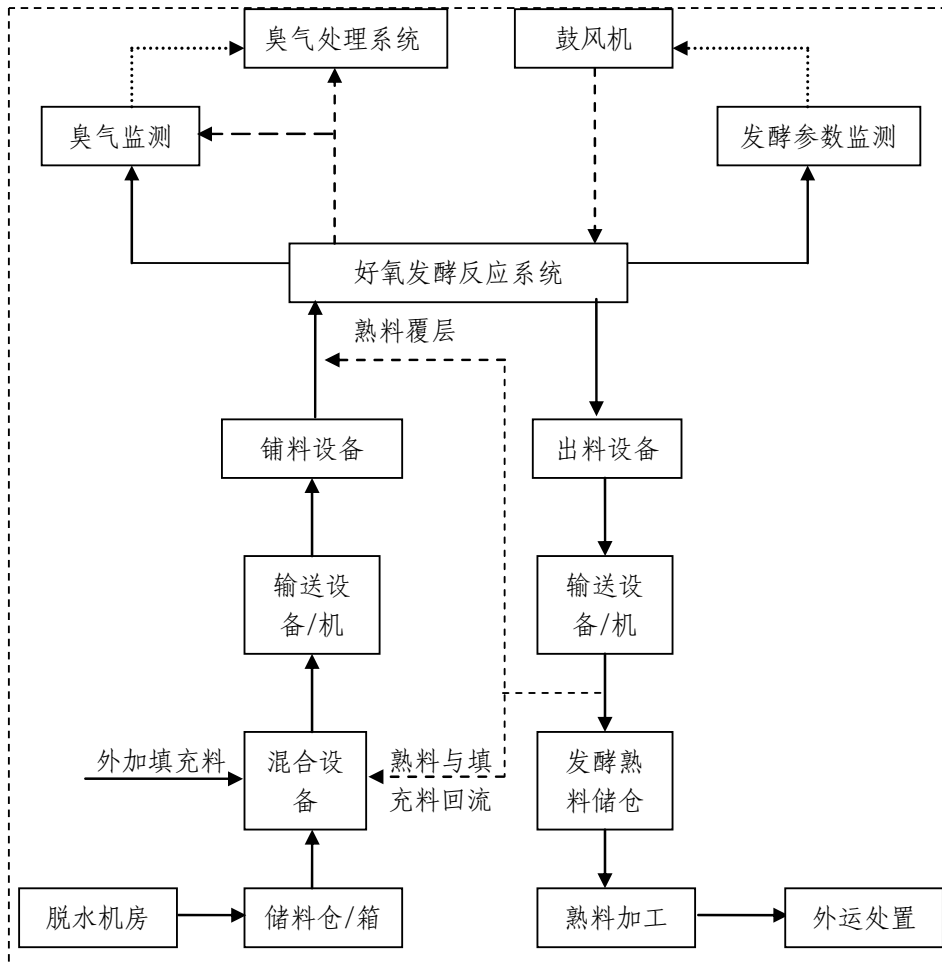 臭气处理系统
鼓风机
臭气监测
发酵参数监测
好氧发酵反应系统
熟料覆层
铺料设备
出料设备
输送设
备/机
输送设
备/机
外加填充料
混合设
备
熟料与填
充料回流
发酵熟
料储仓
脱水机房
储料仓/箱
熟料加工
外运处置